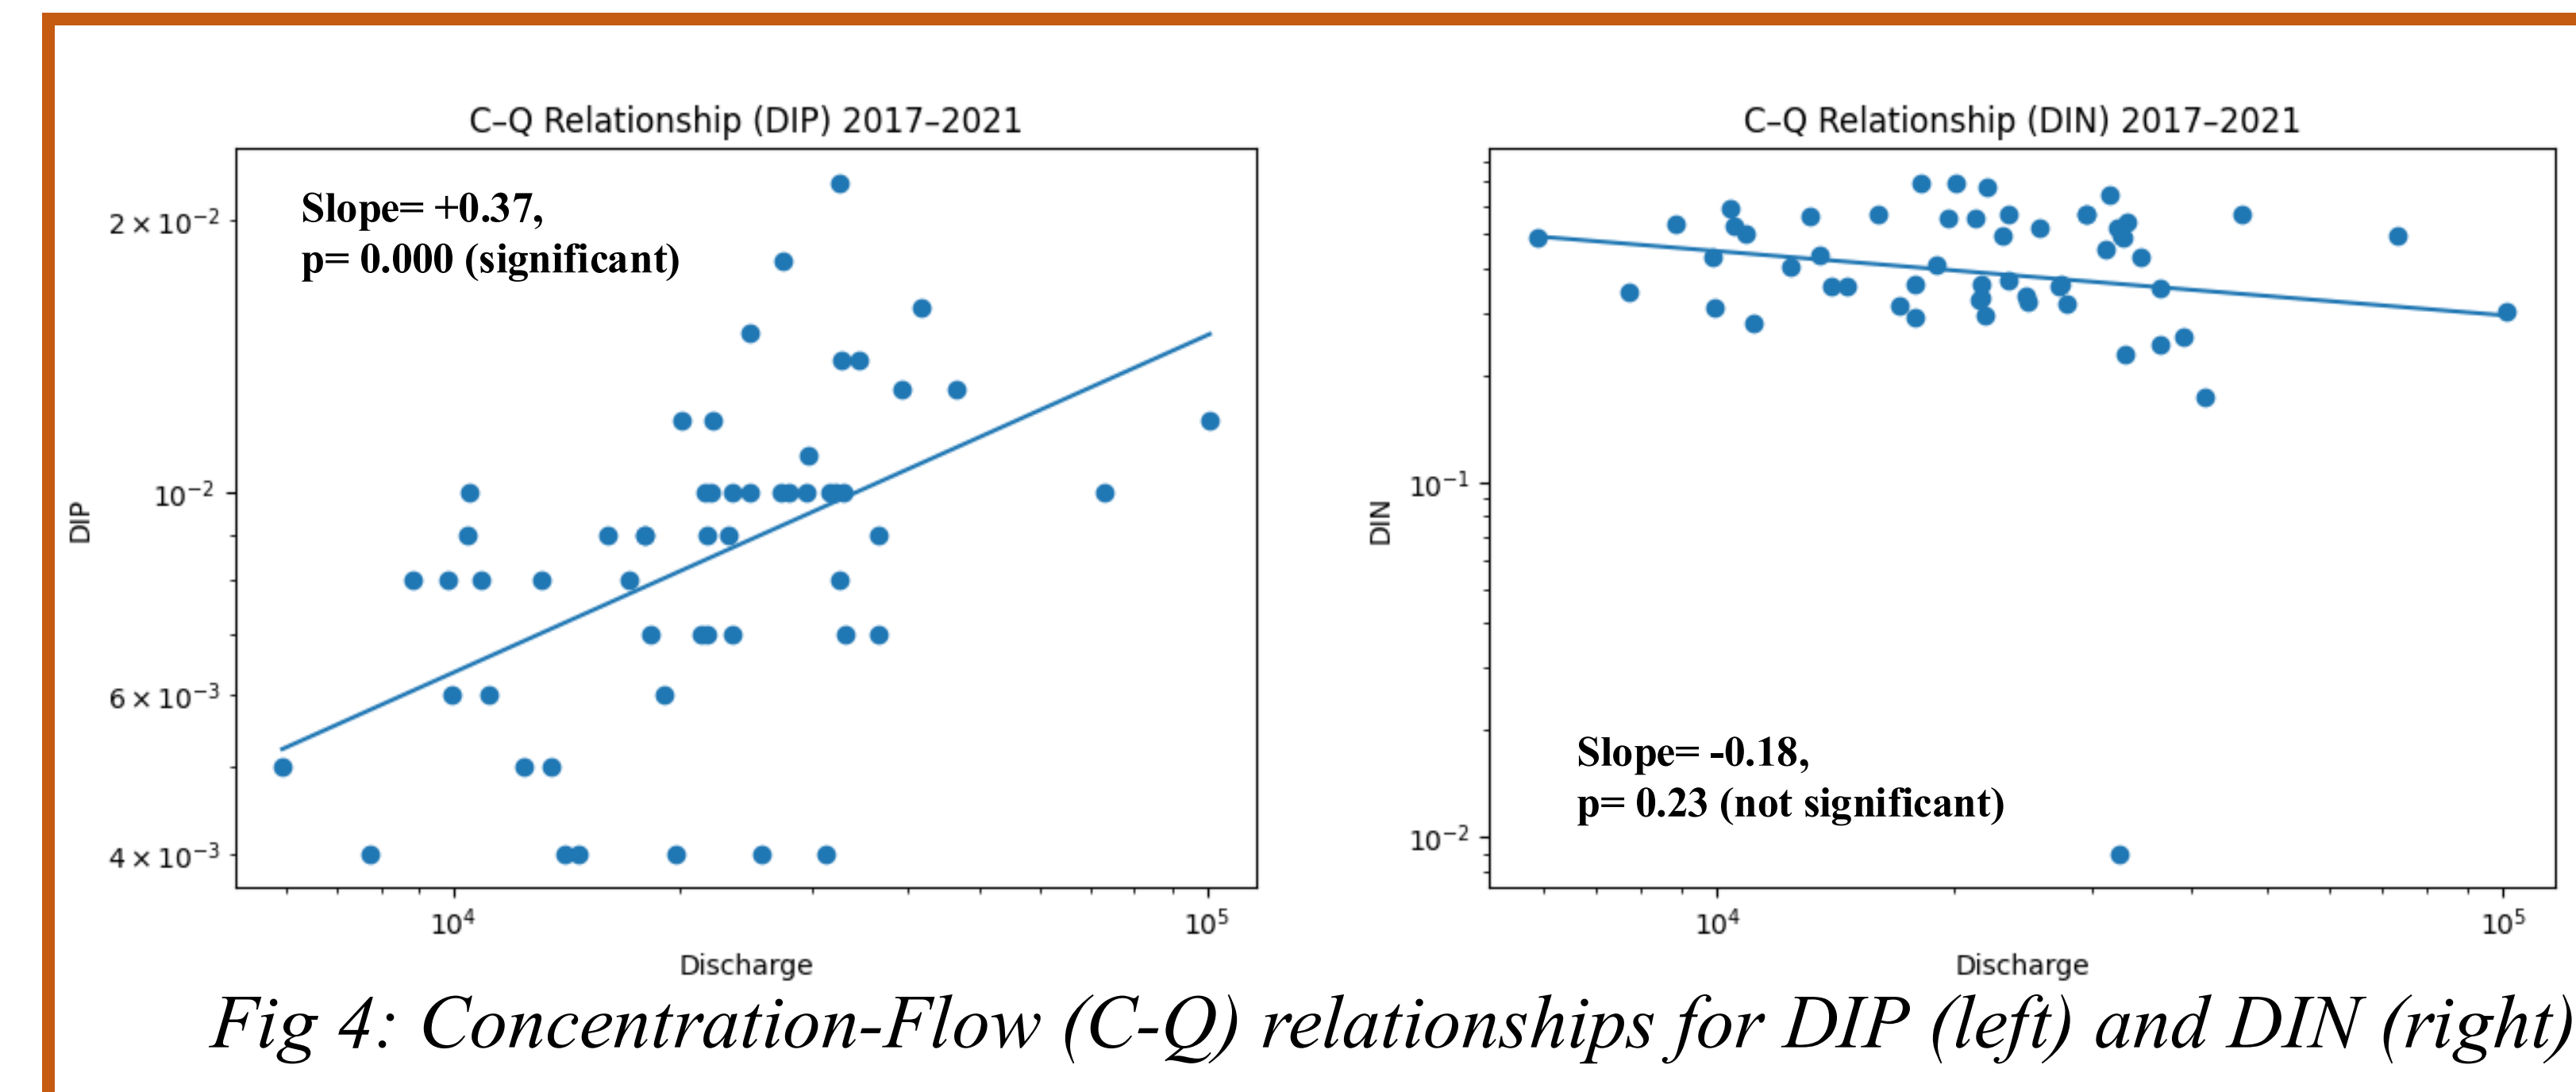 C–Q Relationship (DIP) 2017–2021
Slope= +0.37,
p= 0.000 (significant)
2 × 10⁻²
10⁻²
6 × 10⁻³
4 × 10⁻³
DIP
10⁴ 10⁵
Discharge
C–Q Relationship (DIN) 2017–2021
10⁻¹
10⁻²
DIN
Slope= -0.18,
p= 0.23 (not significant)
10⁴ 10⁵
Discharge
Fig 4: Concentration-Flow (C-Q) relationships for DIP (left) and DIN (right)